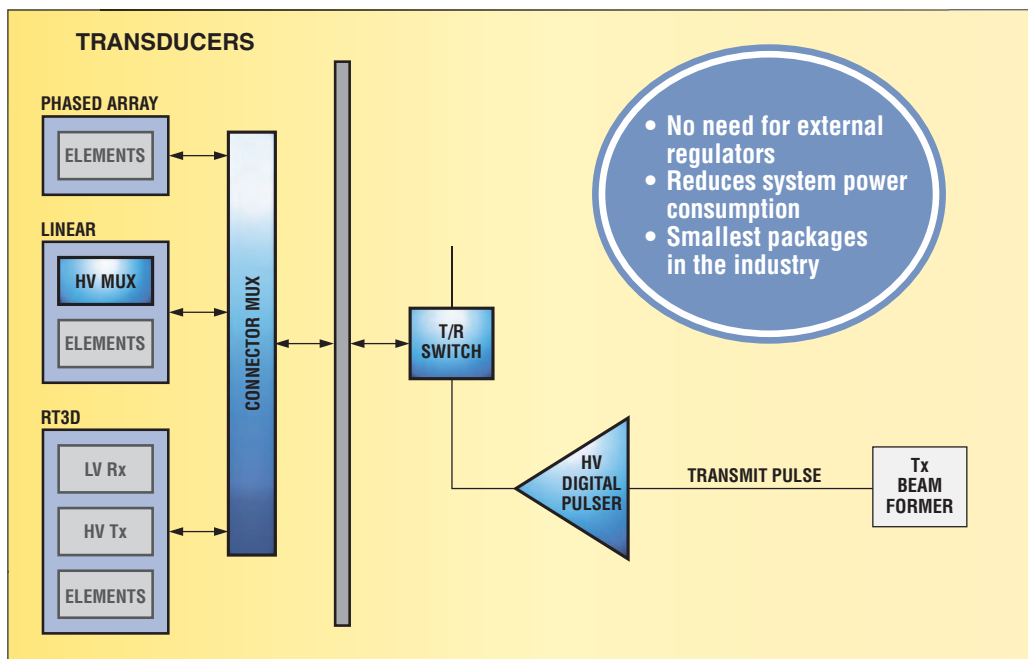 TRANSDUCERS
PHASED ARRAY
ELEMENTS
LINEAR
HV MUX
ELEMENTS
RT3D
LV Rx
HV Tx
ELEMENTS
CONNECTOR MUX
T/R
SWITCH
HV
DIGITAL
PULSER
TRANSMIT PULSE
Tx
BEAM
FORMER
• No need for external
regulators
• Reduces system power
consumption
• Smallest packages
in the industry